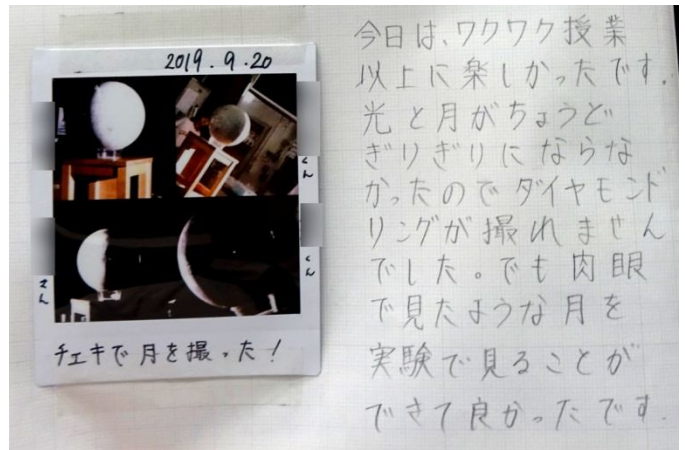 2019.9.20
くん
くん
さん
チェキで月を撮った!
今日は、ワクワク授業
以上に楽しかったです.
光と月がちょうど
ぎりぎりにならな
かったのでダイヤモンド
リングが撮れません
でした。でも肉眼
で見たような月を
実験で見ることが
できて良かったです.